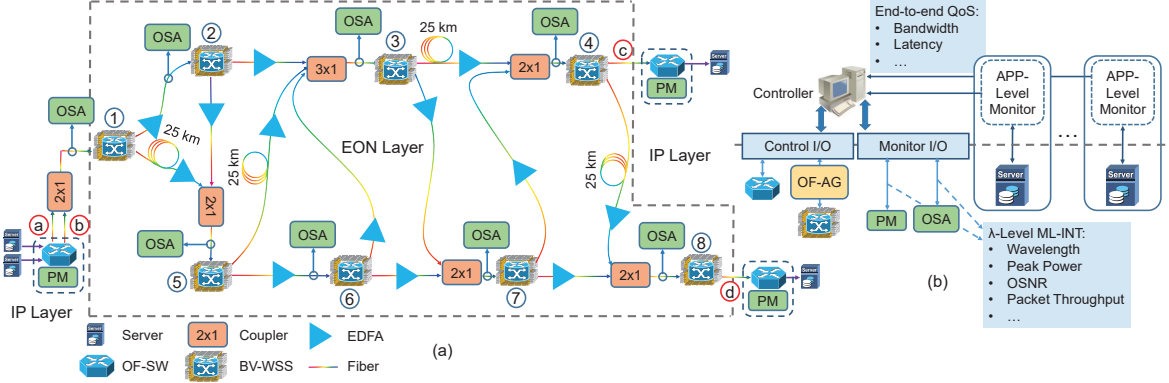 OSA
2
OSA
3
25 km
OSA
4
c
PM
Server
3x1
2x1
OSA
1
25 km
EON Layer
IP Layer
2x1
2x1
25 km
25 km
a
b
Server
Server
PM
IP Layer
OSA
5
OSA
6
2x1
OSA
7
2x1
OSA
8
d
PM
Server
Server
2x1
Coupler
EDFA
OF-SW
BV-WSS
Fiber
(a)
End-to-end QoS:
• Bandwidth
• Latency
• …
Controller
APP-
Level
Monitor
…
APP-
Level
Monitor
Control I/O
Monitor I/O
OF-AG
PM
OSA
Server
Server
(b)
λ-Level ML-INT:
• Wavelength
• Peak Power
• OSNR
• Packet Throughput
• …